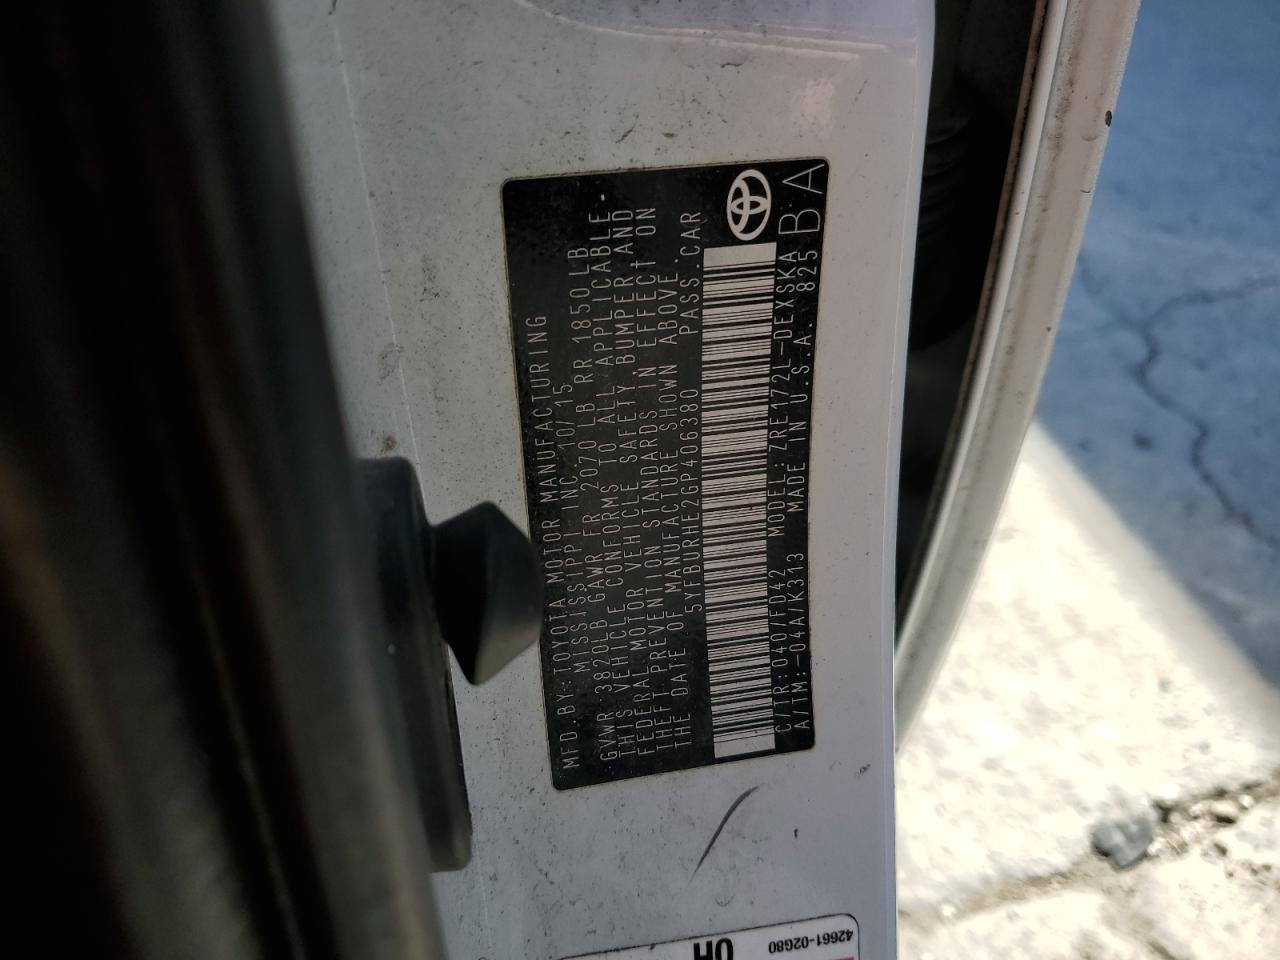 MFD.BY: TOYOTA MOTOR MANUFACTURING
MISSISSIPPI INC. 10/15
GVWR 3820LB GAWR FR 2070 LB RR 1850 LB
THIS VEHICLE CONFORMS TO ALL APPLICABLE
FEDERAL MOTOR VEHICLE SAFETY BUMPER AND
THEFT PREVENTION STANDARDS IN EFFECT ON
THE DATE OF MANUFACTURE SHOWN ABOVE.
5YFBURHE2GP406380 PASS.CAR
C/TR:040/FD42 MODEL:ZRE172L-DEXSKA
A/TM:-04A/K313 MADE IN U.S.A. 825 BA
42661-02G80